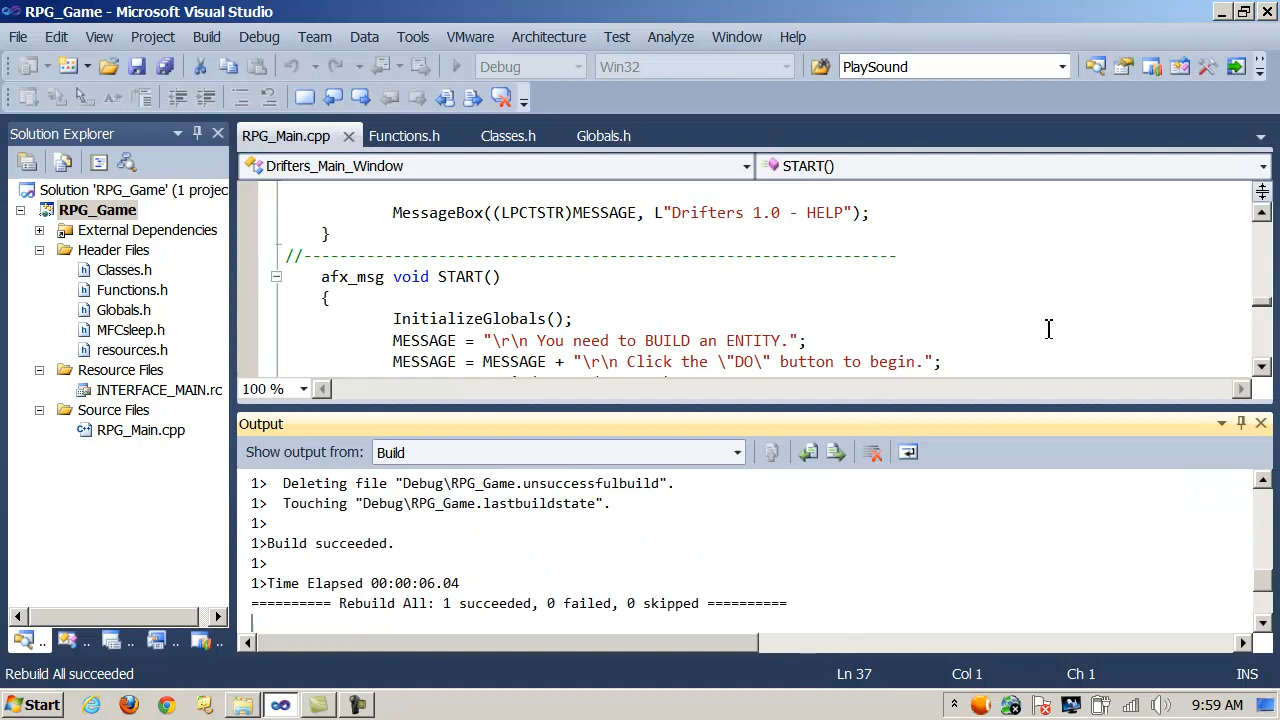 RPG_Game - Microsoft Visual Studio
File Edit View Project Build Debug Team Data Tools VMware Architecture Test Analyze Window Help
Debug Win32 PlaySound
Solution Explorer
RPG_Main.cpp Functions.h Classes.h Globals.h
Drifters_Main_Window START()
Solution 'RPG_Game' (1 projec
RPG_Game
External Dependencies
Header Files
Classes.h
Functions.h
Globals.h
MFCsleep.h
resources.h
Resource Files
INTERFACE_MAIN.rc
Source Files
RPG_Main.cpp
MessageBox((LPCTSTR)MESSAGE, L"Drifters 1.0 - HELP");
}
//------------------------------------------------------------------
afx_msg void START()
{
InitializeGlobals();
MESSAGE = "\r\n You need to BUILD an ENTITY.";
MESSAGE = MESSAGE + "\r\n Click the \"DO\" button to begin.";
100 %
Output
Show output from: Build
1> Deleting file "Debug\RPG_Game.unsuccessfulbuild".
1> Touching "Debug\RPG_Game.lastbuildstate".
1>
1>Build succeeded.
1>
1>Time Elapsed 00:00:06.04
========== Rebuild All: 1 succeeded, 0 failed, 0 skipped ==========
Rebuild All succeeded Ln 37 Col 1 Ch 1 INS
Start 9:59 AM